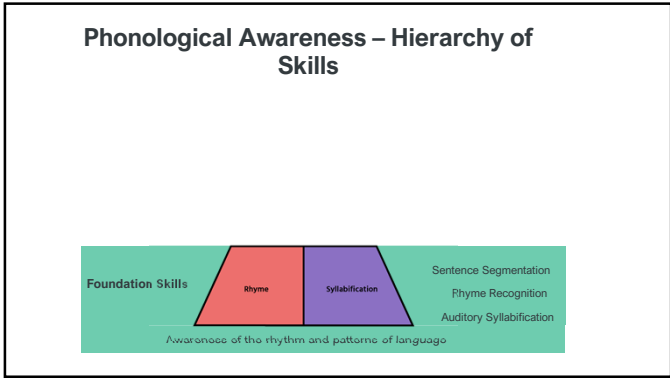 Phonological Awareness – Hierarchy of
Skills
Foundation Skills
Rhyme
Syllabification
Sentence Segmentation
Rhyme Recognition
Auditory Syllabification
Awareness of the rhythm and patterns of language